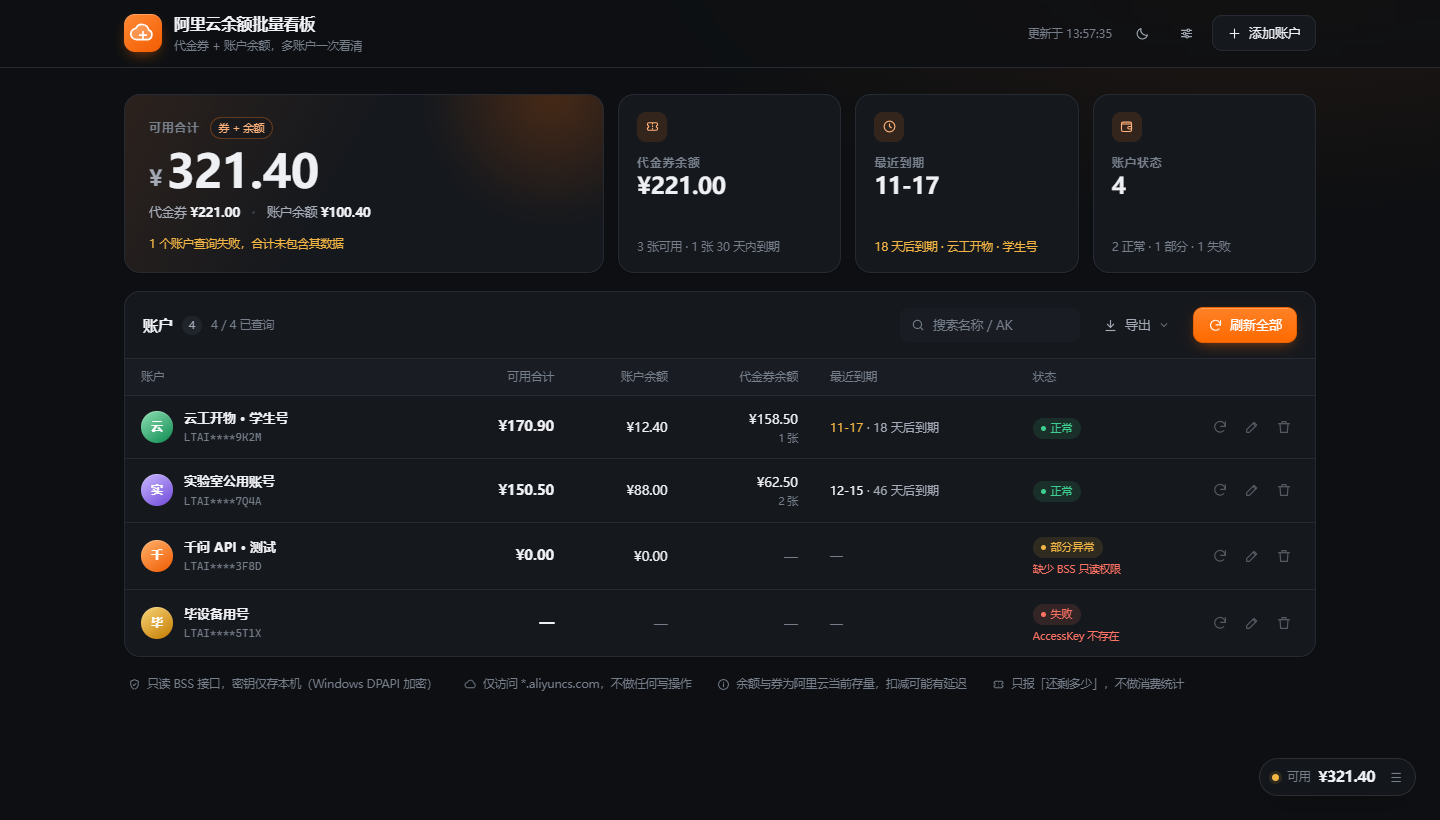 阿里云余额批量看板
代金券 + 账户余额，多账户一次看清
更新于 13:57:35
添加账户
可用合计 券 + 余额
¥ 321.40
代金券 ¥221.00 · 账户余额 ¥100.40
1 个账户查询失败，合计未包含其数据
代金券余额
¥221.00
3 张可用 · 1 张 30 天内到期
最近到期
11-17
18 天后到期 · 云工开物 · 学生号
账户状态
4
2 正常 · 1 部分 · 1 失败
账户 4 4 / 4 已查询
搜索名称 / AK
导出
刷新全部
账户 可用合计 账户余额 代金券余额 最近到期 状态
云 云工开物 • 学生号
LTAI****9K2M
¥170.90 ¥12.40 ¥158.50
1 张
11-17 · 18 天后到期 正常
实 实验室公用账号
LTAI****7Q4A
¥150.50 ¥88.00 ¥62.50
2 张
12-15 · 46 天后到期 正常
千 千问 API • 测试
LTAI****3F8D
¥0.00 ¥0.00 — — 部分异常
缺少 BSS 只读权限
毕 毕设备用号
LTAI****5T1X
— — — — 失败
AccessKey 不存在
只读 BSS 接口，密钥仅存本机（Windows DPAPI 加密） 仅访问 *.aliyuncs.com，不做任何写操作 余额与券为阿里云当前存量，扣减可能有延迟 只报「还剩多少」，不做消费统计
可用 ¥321.40